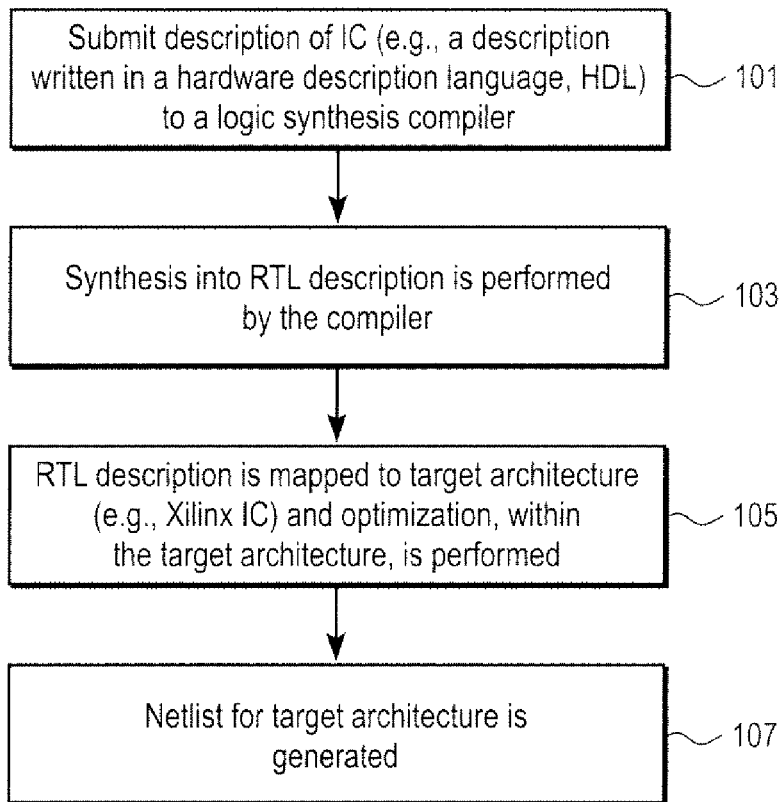 Submit description of IC (e.g., a description
written in a hardware description language, HDL)
to a logic synthesis compiler
101
Synthesis into RTL description is performed
by the compiler
103
RTL description is mapped to target architecture
(e.g., Xilinx IC) and optimization, within
the target architecture, is performed
105
Netlist for target architecture is
generated
107